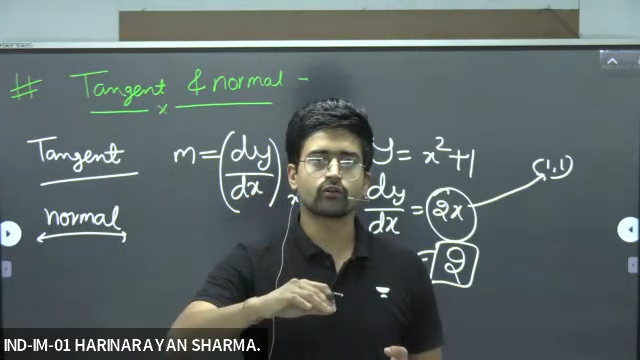 senses
# Tangent & normal -
Tangent m = (dy/dx) y = x²+1
(1,1)
dy/dx = 2x
normal
= 2
IND-IM-01 HARINARAYAN SHARMA.